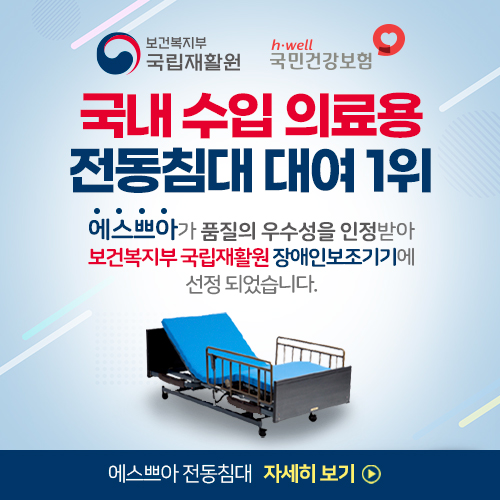 보건복지부
국립재활원
h·well
국민건강보험
국내 수입 의료용
전동침대 대여 1위
에스쁘아가 품질의 우수성을 인정받아
보건복지부 국립재활원 장애인보조기기에
선정 되었습니다.
에스쁘아 전동침대 자세히 보기